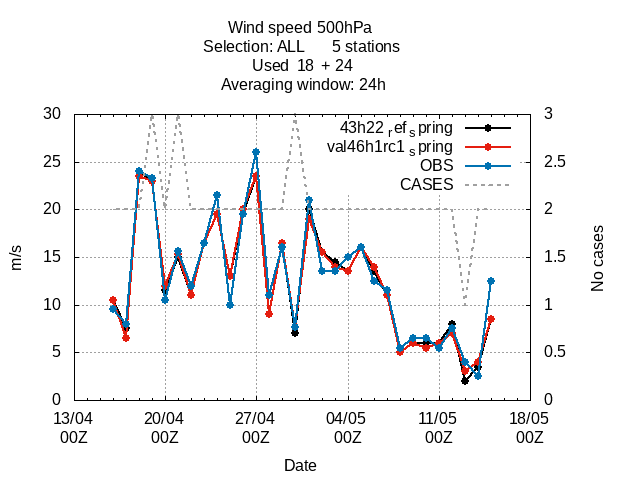 Wind speed 500hPa
Selection: ALL 5 stations
Used 18 + 24
Averaging window: 24h
30 3
43h22_ref_spring
val46h1rc1_spring
25 2.5
OBS
CASES
20 2
m/s
15 1.5
No cases
10 1
5 0.5
0 0
13/04 20/04 27/04 04/05 11/05 18/05
00Z 00Z 00Z 00Z 00Z 00Z
Date